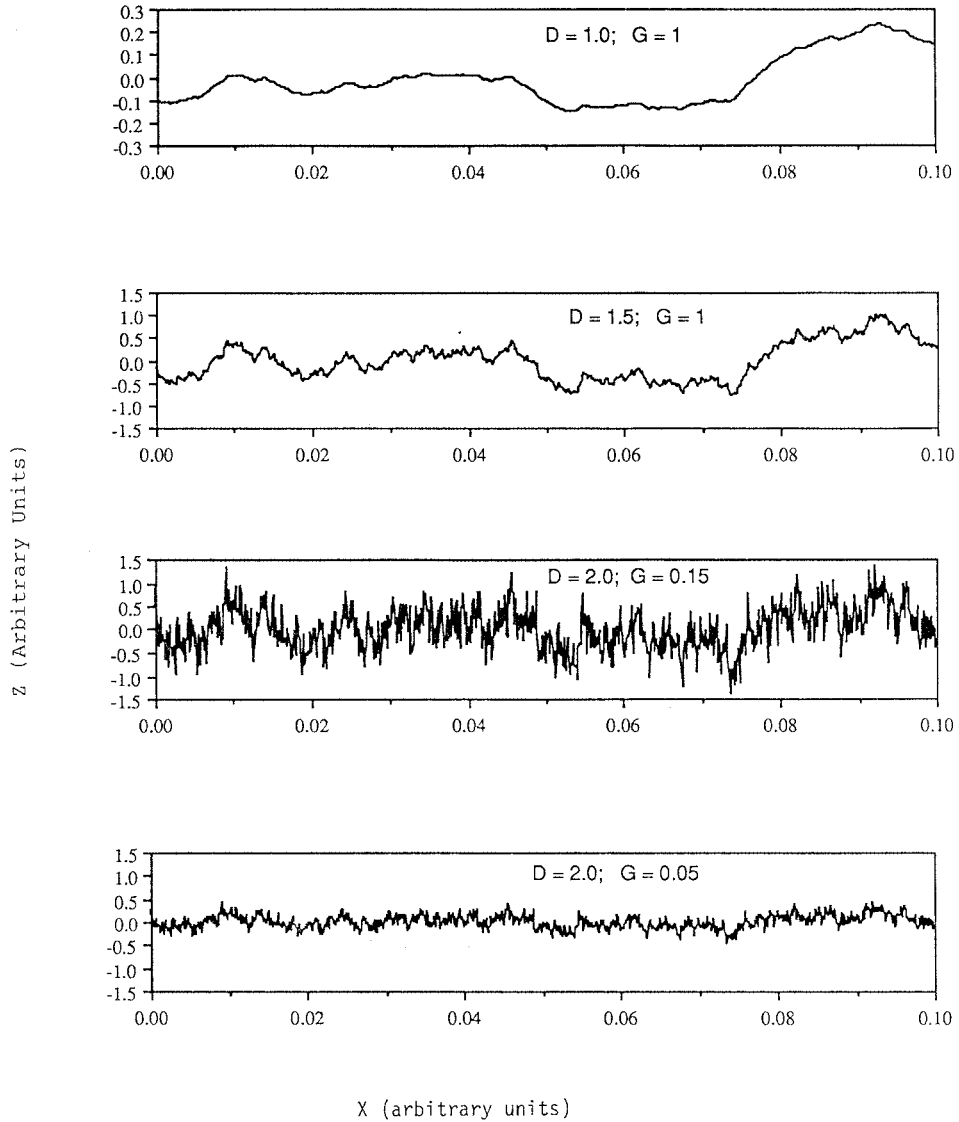 0.3
0.2
0.1
0.0
-0.1
-0.2
-0.3
D = 1.0; G = 1
0.00 0.02 0.04 0.06 0.08 0.10
1.5
1.0
0.5
0.0
-0.5
-1.0
-1.5
D = 1.5; G = 1
0.00 0.02 0.04 0.06 0.08 0.10
Z (Arbitrary Units)
1.5
1.0
0.5
0.0
-0.5
-1.0
-1.5
D = 2.0; G = 0.15
0.00 0.02 0.04 0.06 0.08 0.10
1.5
1.0
0.5
0.0
-0.5
-1.0
-1.5
D = 2.0; G = 0.05
0.00 0.02 0.04 0.06 0.08 0.10
X (arbitrary units)